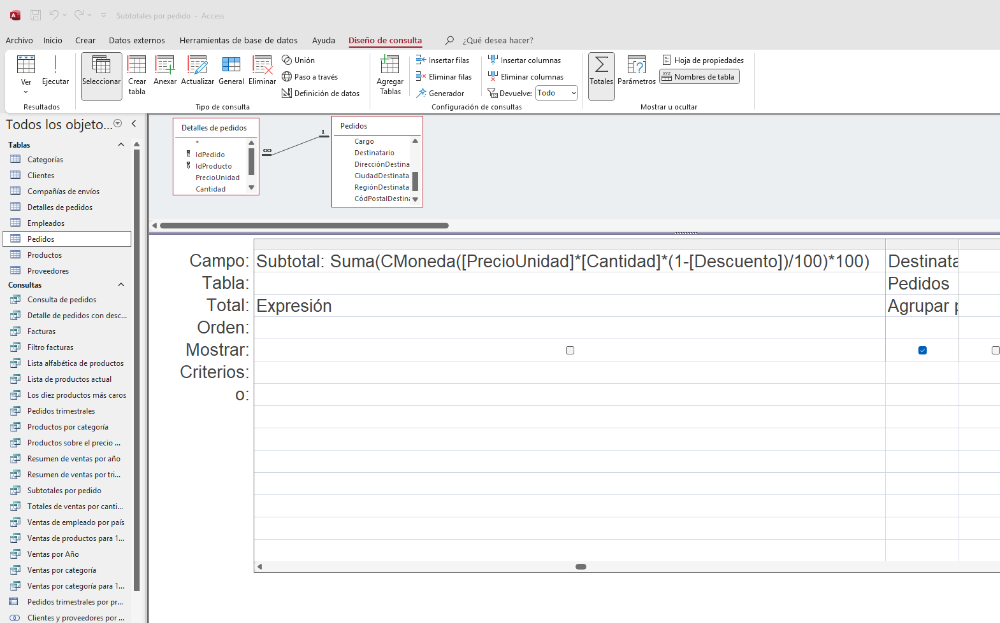 Subtotales por pedido - Access
Archivo Inicio Crear Datos externos Herramientas de base de datos Ayuda Diseño de consulta ¿Qué desea hacer?
Ver
Ejecutar
Resultados
Seleccionar
Crear tabla
Anexar
Actualizar
General
Eliminar
Unión
Paso a través
Definición de datos
Tipo de consulta
Agregar Tablas
Insertar filas
Eliminar filas
Generador
Insertar columnas
Eliminar columnas
Devuelve: Todo
Configuración de consultas
Totales
Parámetros
Hoja de propiedades
XYZ Nombres de tabla
Mostrar u ocultar
Todos los objeto...
Tablas
Categorías
Clientes
Compañías de envíos
Detalles de pedidos
Empleados
Pedidos
Productos
Proveedores
Consultas
Consulta de pedidos
Detalle de pedidos con desc...
Facturas
Filtro facturas
Lista alfabética de productos
Lista de productos actual
Los diez productos más caros
Pedidos trimestrales
Productos por categoría
Productos sobre el precio ...
Resumen de ventas por año
Resumen de ventas por tri...
Subtotales por pedido
Totales de ventas por canti...
Ventas de empleado por país
Ventas de productos para 1...
Ventas por Año
Ventas por categoría
Ventas por categoría para 1...
Pedidos trimestrales por pr...
Clientes y proveedores por ...
Detalles de pedidos
*
IdPedido
IdProducto
PrecioUnidad
Cantidad
∞
1
Pedidos
Cargo
Destinatario
DirecciónDestina
CiudadDestinata
RegiónDestinata
CódPostalDestina
Campo: Subtotal: Suma(CMoneda([PrecioUnidad]*[Cantidad]*(1-[Descuento])/100)*100) Destinata
Tabla: Pedidos
Total: Expresión Agrupar p
Orden:
Mostrar:
Criterios:
o: